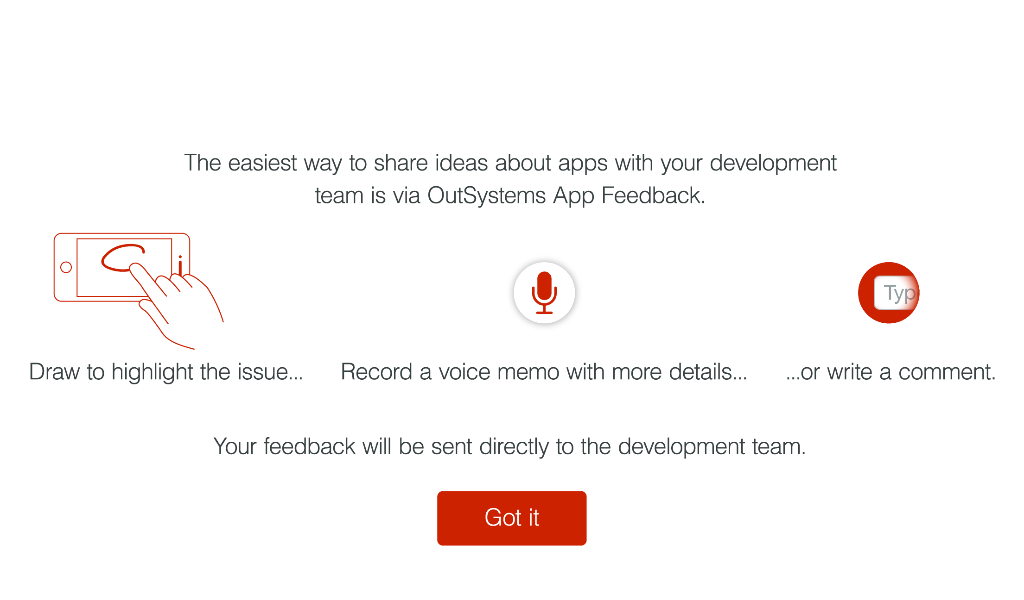 The easiest way to share ideas about apps with your development
team is via OutSystems App Feedback.
i
Typ
Draw to highlight the issue...
Record a voice memo with more details...
...or write a comment.
Your feedback will be sent directly to the development team.
Got it